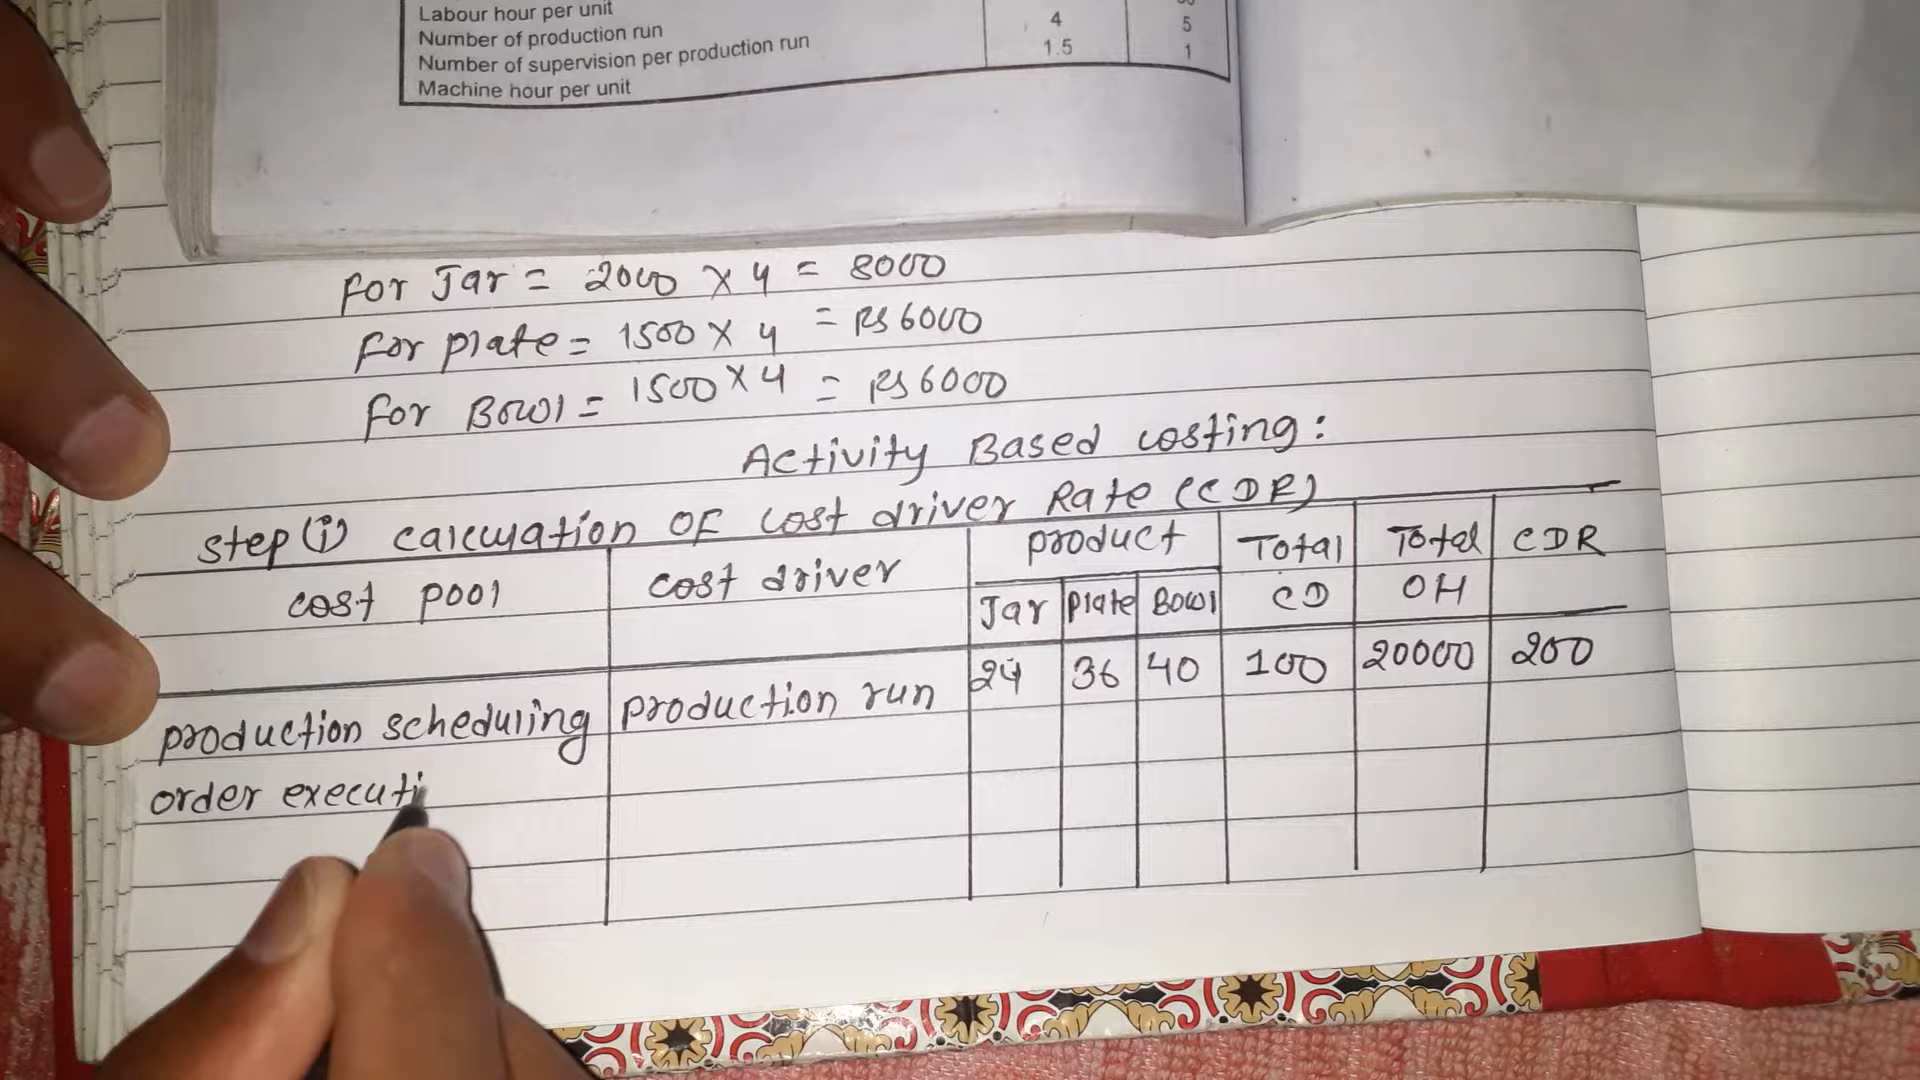 Labour hour per unit
Number of production run 4 5
Number of supervision per production run 1.5 1
Machine hour per unit
For Jar = 2000 × 4 = 8000
For plate = 1500 × 4 = Rs 6000
For Bowl = 1500 × 4 = Rs 6000
Activity Based costing:
step (i) calculation OF cost driver Rate (CDR)
cost pool cost driver product Total Total CDR
Jar plate Bowl CD OH
production scheduling production run 24 36 40 100 20000 200
order executi